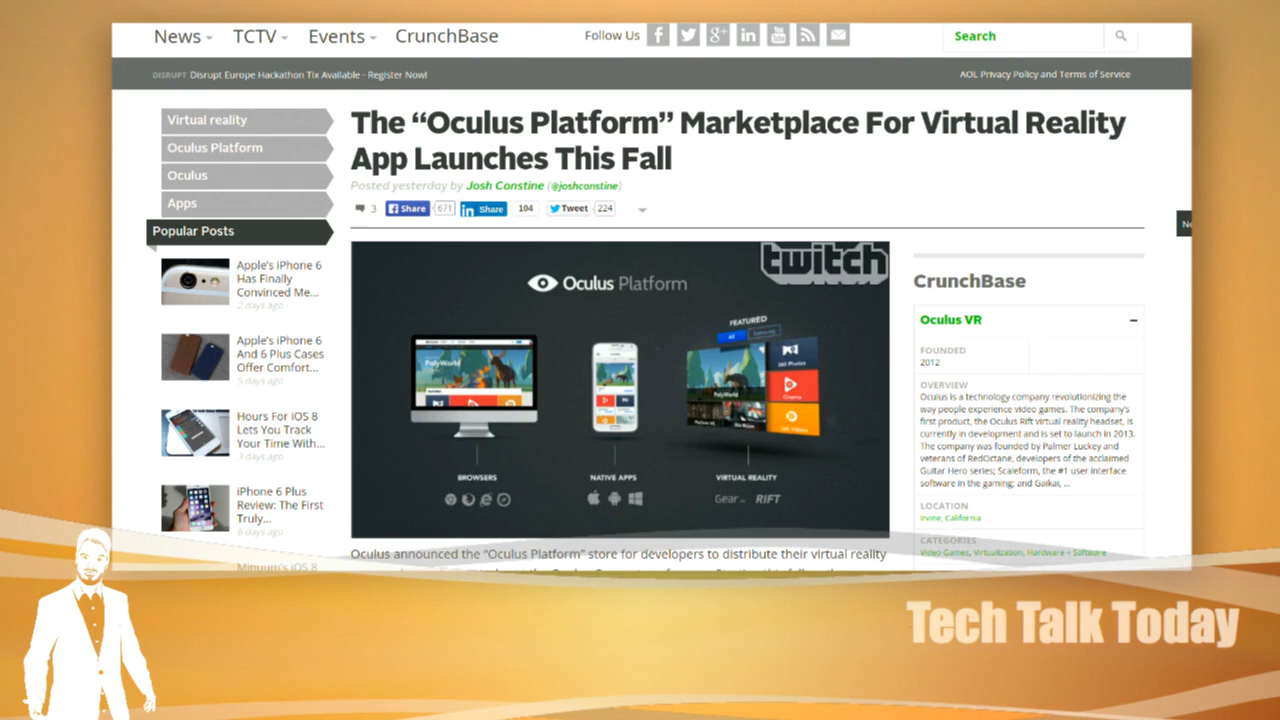 News TCTV Events CrunchBase Follow Us Search
DISRUPT Disrupt Europe Hackathon Tix Available - Register Now! AOL Privacy Policy and Terms of Service
Virtual reality
Oculus Platform
Oculus
Apps
Popular Posts
Apple's iPhone 6
Has Finally
Convinced Me...
2 days ago
Apple's iPhone 6
And 6 Plus Cases
Offer Comfort...
5 days ago
Hours For iOS 8
Lets You Track
Your Time With...
3 days ago
iPhone 6 Plus
Review: The First
Truly...
6 days ago
Minuum's iOS 8
The “Oculus Platform” Marketplace For Virtual Reality
App Launches This Fall
Posted yesterday by Josh Constine (@joshconstine)
3 Share 671 Share 104 Tweet 224
twitch
Oculus Platform
FEATURED
PolyWorld
BROWSERS NATIVE APPS VIRTUAL REALITY
Gear RIFT
Oculus announced the “Oculus Platform” store for developers to distribute their virtual reality
CrunchBase
Oculus VR –
FOUNDED
2012
OVERVIEW
Oculus is a technology company revolutionizing the
way people experience video games. The company's
first product, the Oculus Rift virtual reality headset, is
currently in development and is set to launch in 2013.
The company was founded by Palmer Luckey and
veterans of RedOctane, developers of the acclaimed
Guitar Hero series; Scaleform, the #1 user interface
software in the gaming; and Gaikai, ...
LOCATION
Irvine, California
CATEGORIES
Video Games, Virtualization, Hardware + Software
Tech Talk Today